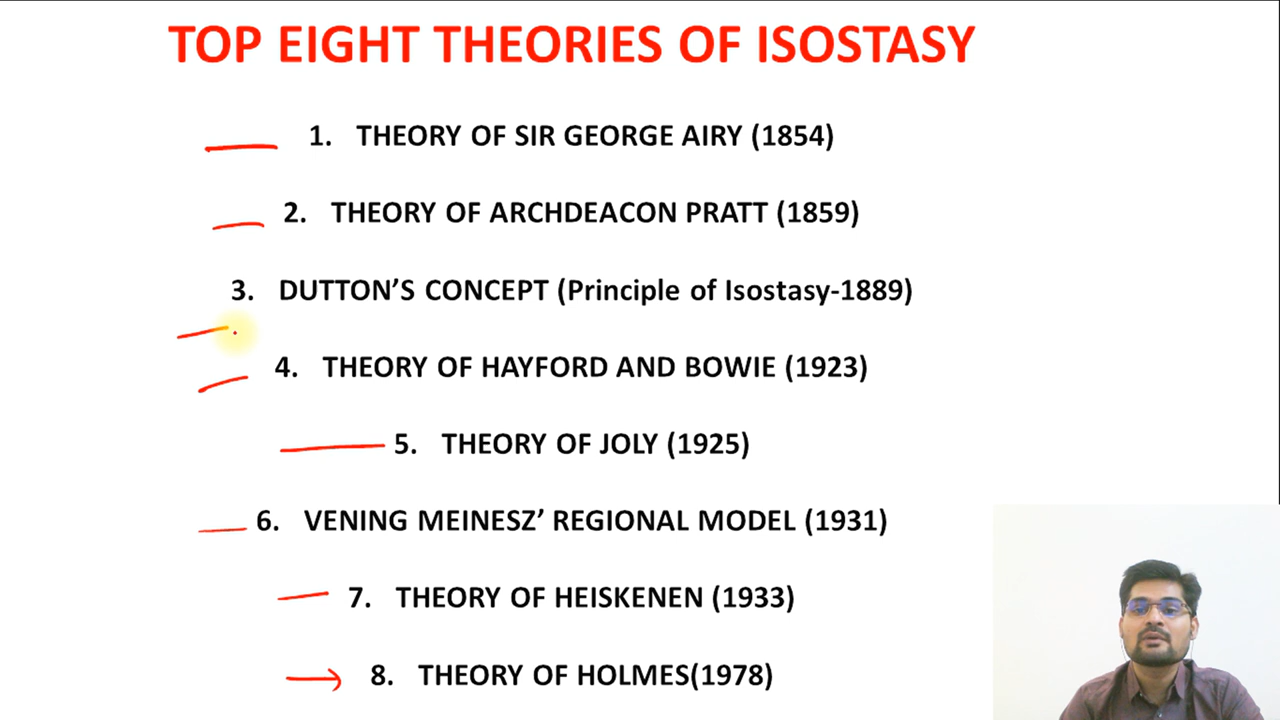 TOP EIGHT THEORIES OF ISOSTASY
1. THEORY OF SIR GEORGE AIRY (1854)
2. THEORY OF ARCHDEACON PRATT (1859)
3. DUTTON’S CONCEPT (Principle of Isostasy-1889)
4. THEORY OF HAYFORD AND BOWIE (1923)
5. THEORY OF JOLY (1925)
6. VENING MEINESZ’ REGIONAL MODEL (1931)
7. THEORY OF HEISKENEN (1933)
8. THEORY OF HOLMES(1978)